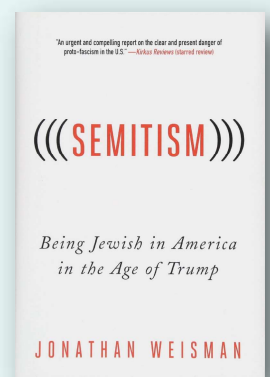 "An urgent and compelling report on the clear and present danger of
proto-fascism in the U.S." —Kirkus Reviews (starred review)
(((SEMITISM)))
Being Jewish in America
in the Age of Trump
JONATHAN WEISMAN